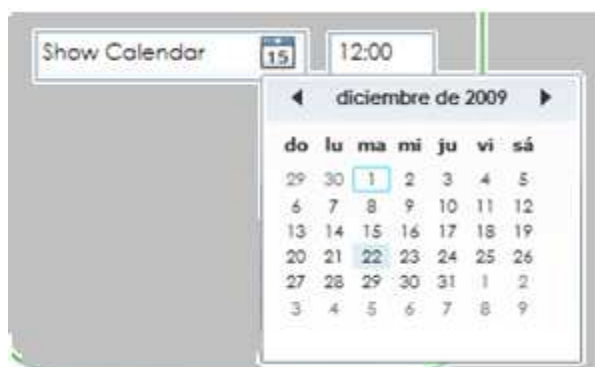 Show Calendar 15 12:00
diciembre de 2009
do lu ma mi ju vi sá
29 30 1 2 3 4 5
6 7 8 9 10 11 12
13 14 15 16 17 18 19
20 21 22 23 24 25 26
27 28 29 30 31 1 2
3 4 5 6 7 8 9